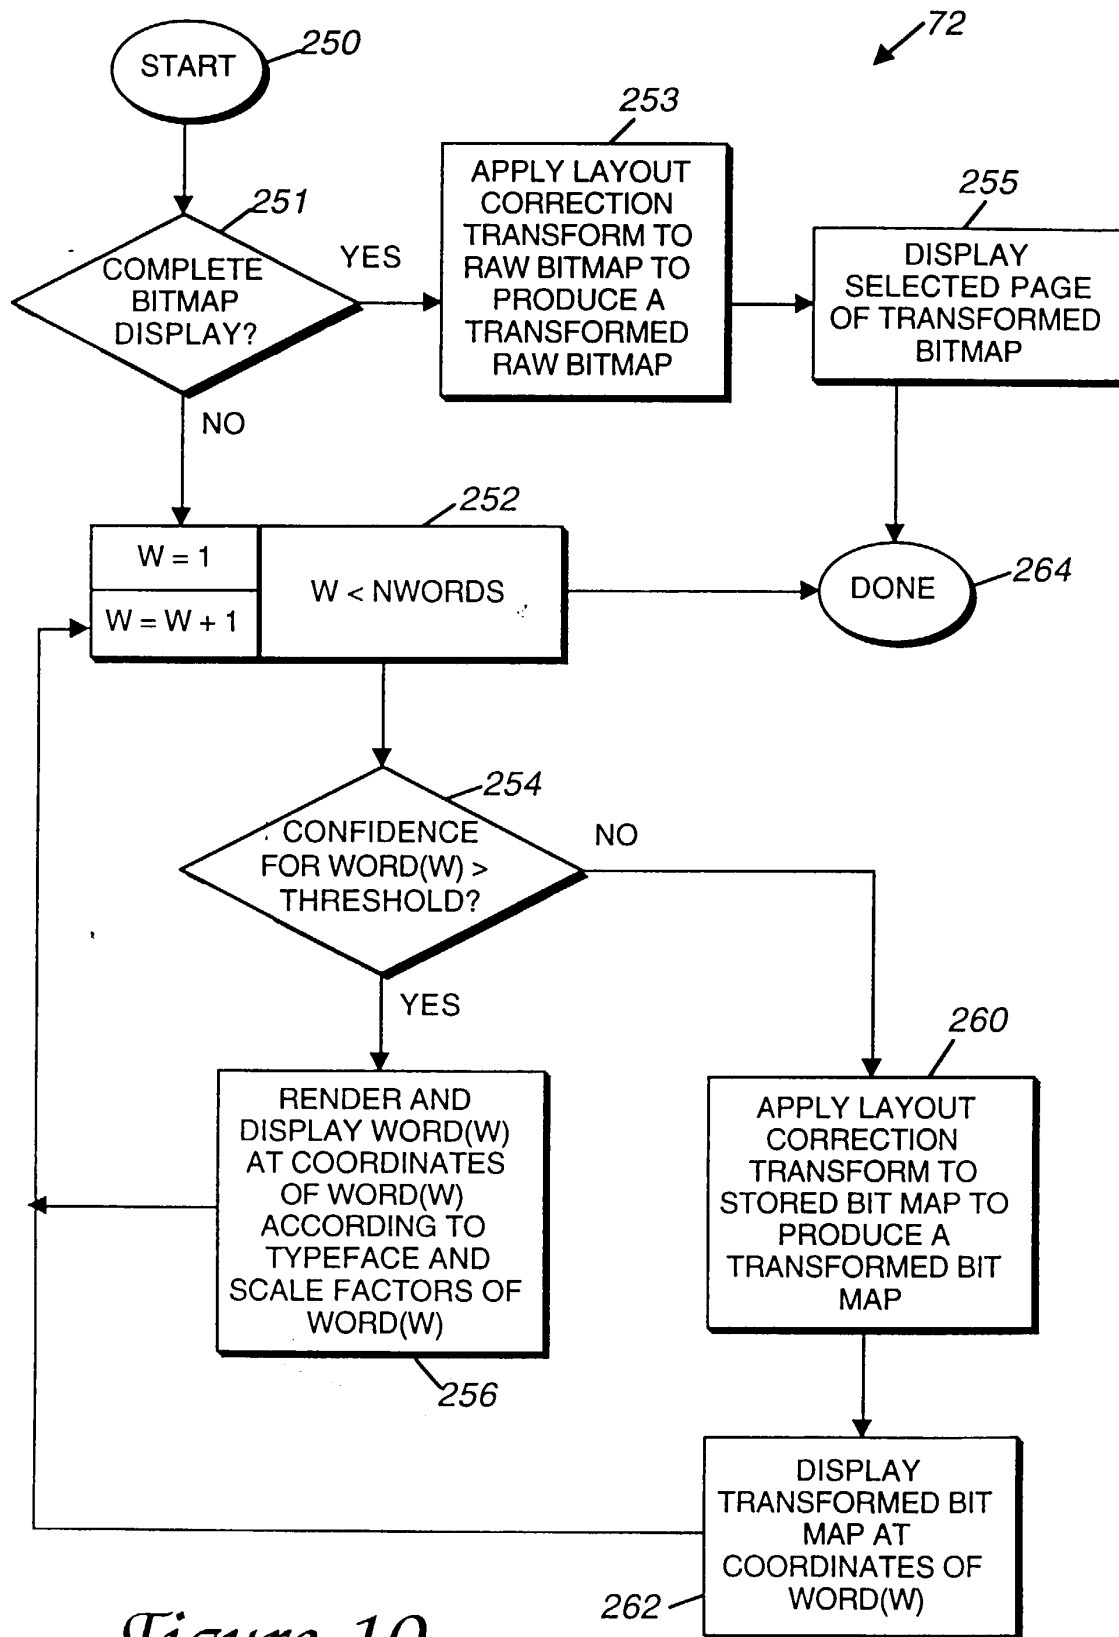 72
START
250
251
COMPLETE
BITMAP
DISPLAY?
YES
NO
253
APPLY LAYOUT
CORRECTION
TRANSFORM TO
RAW BITMAP TO
PRODUCE A
TRANSFORMED
RAW BITMAP
255
DISPLAY
SELECTED PAGE
OF TRANSFORMED
BITMAP
252
W = 1
W = W + 1
W < NWORDS
DONE
264
254
CONFIDENCE
FOR WORD(W) >
THRESHOLD?
NO
YES
RENDER AND
DISPLAY WORD(W)
AT COORDINATES
OF WORD(W)
ACCORDING TO
TYPEFACE AND
SCALE FACTORS OF
WORD(W)
256
260
APPLY LAYOUT
CORRECTION
TRANSFORM TO
STORED BIT MAP TO
PRODUCE A
TRANSFORMED BIT
MAP
DISPLAY
TRANSFORMED BIT
MAP AT
COORDINATES OF
WORD(W)
262
Figure 10